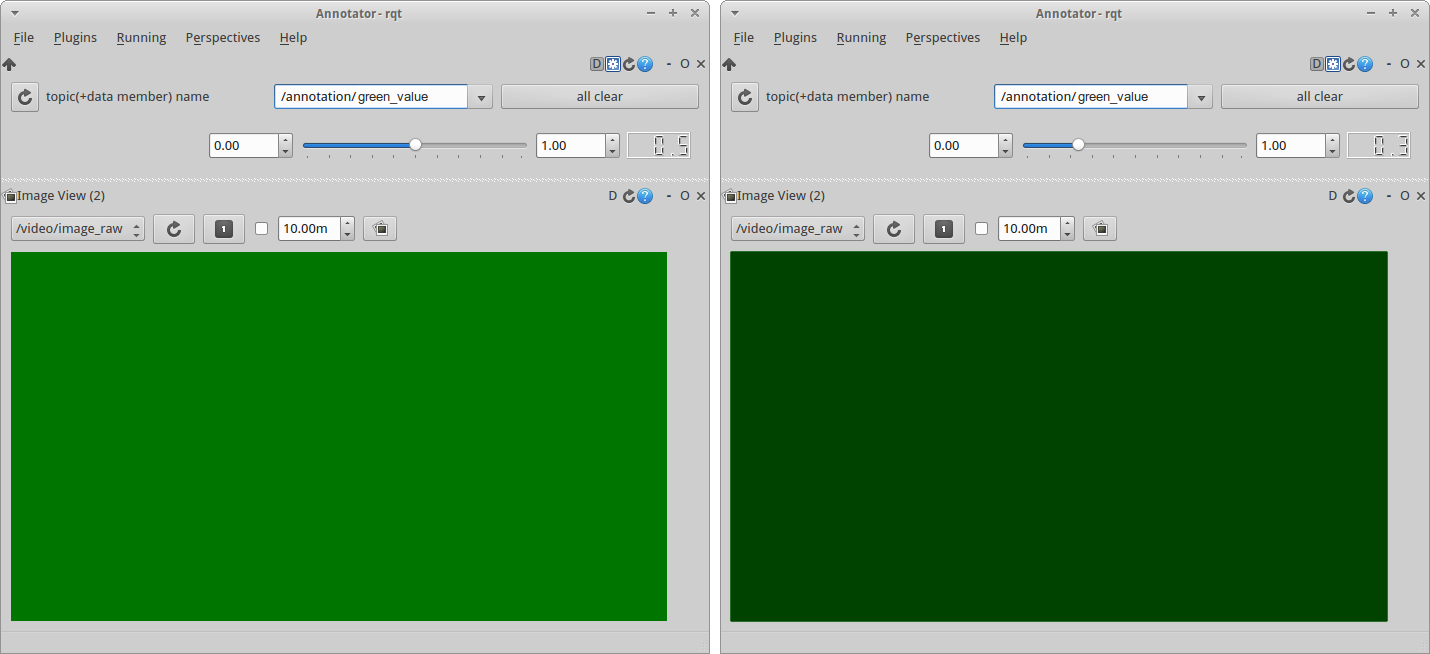 Annotator - rqt
File Plugins Running Perspectives Help
D ? - O ×
topic(+data member) name /annotation/green_value all clear
0.00 1.00 0.5
Image View (2) D ? - O ×
/video/image_raw 1 10.00m
Annotator - rqt
File Plugins Running Perspectives Help
D ? - O ×
topic(+data member) name /annotation/green_value all clear
0.00 1.00 0.3
Image View (2) D ? - O ×
/video/image_raw 1 10.00m